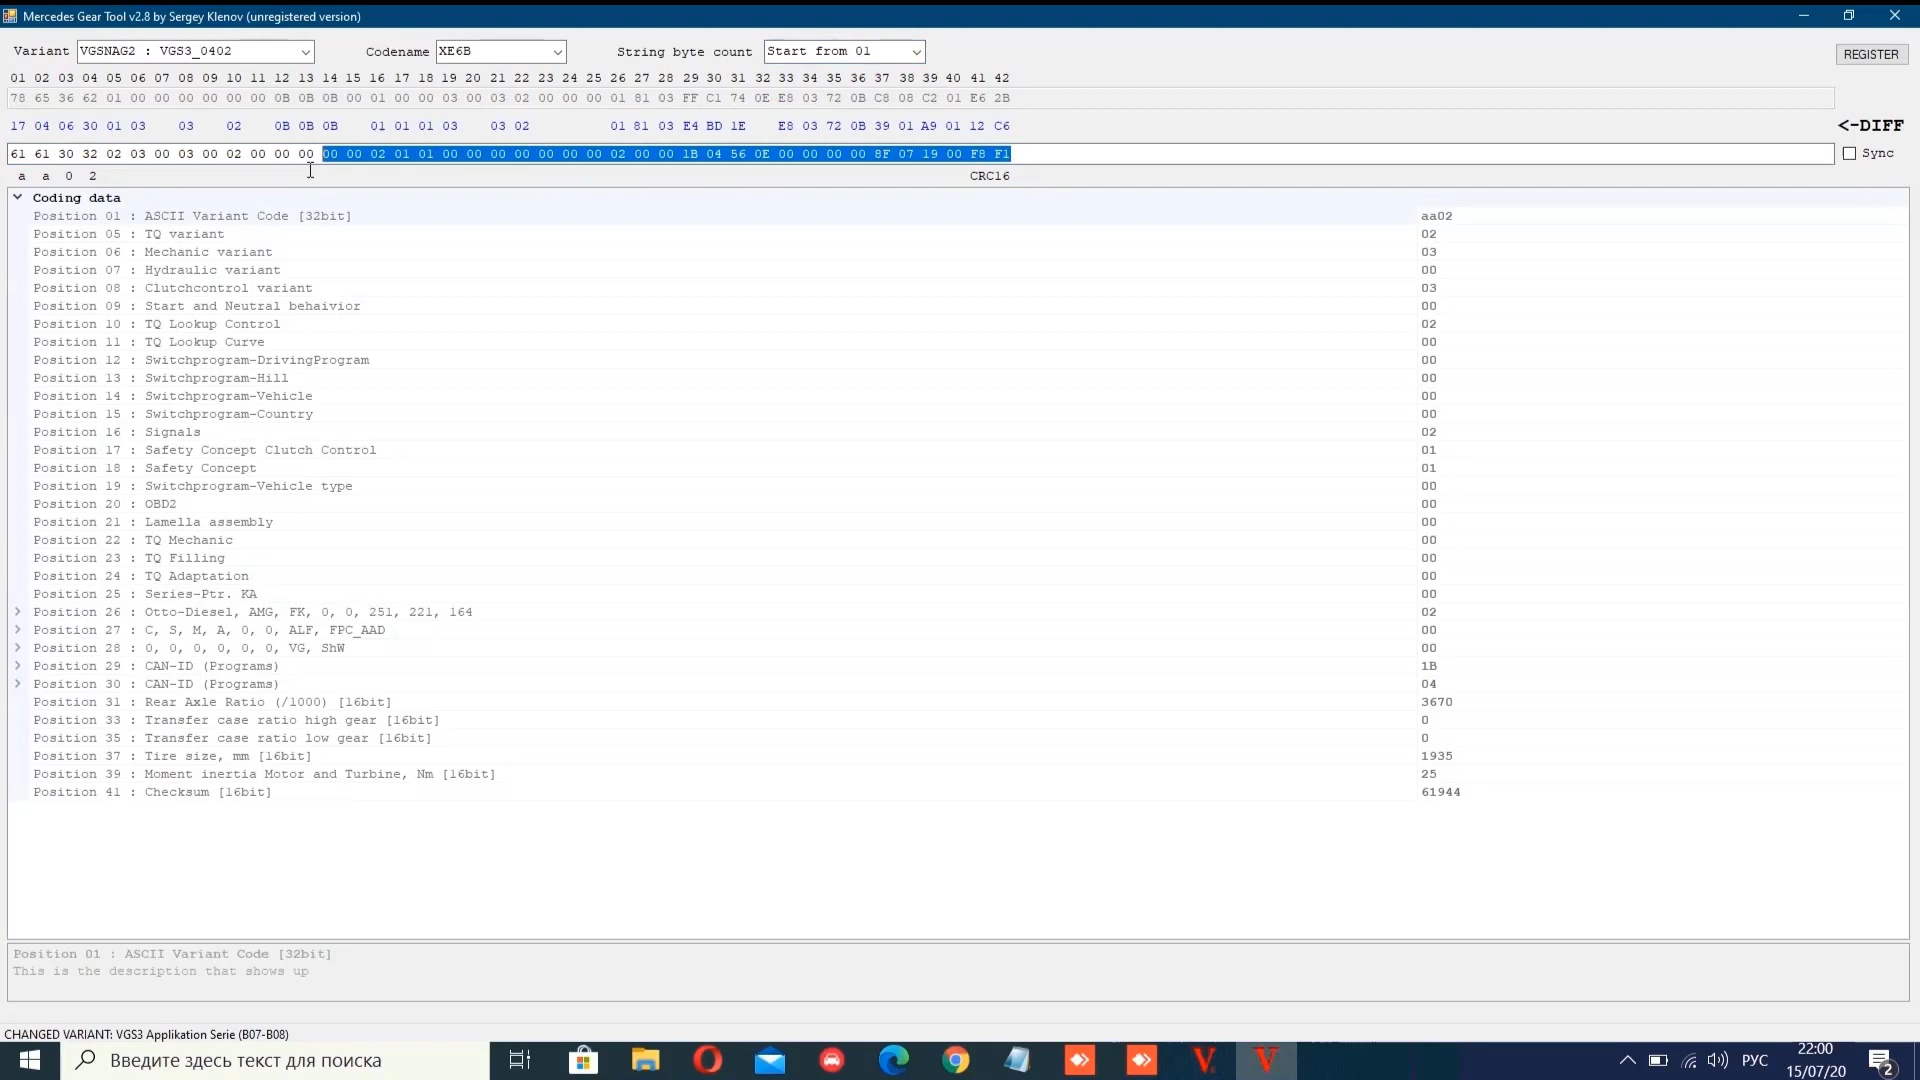 Mercedes Gear Tool v2.8 by Sergey Klenov (unregistered version)
Variant VGSNAG2 : VGS3_0402 Codename XE6B String byte count Start from 01 REGISTER
01 02 03 04 05 06 07 08 09 10 11 12 13 14 15 16 17 18 19 20 21 22 23 24 25 26 27 28 29 30 31 32 33 34 35 36 37 38 39 40 41 42
78 65 36 62 01 00 00 00 00 00 00 0B 0B 0B 00 01 00 00 03 00 03 02 00 00 00 01 81 03 FF C1 74 0E E8 03 72 0B C8 08 C2 01 E6 2B
17 04 06 30 01 03 03 02 0B 0B 0B 01 01 01 03 03 02 01 81 03 E4 BD 1E E8 03 72 0B 39 01 A9 01 12 C6 <-DIFF
61 61 30 32 02 03 00 03 00 02 00 00 00 00 00 02 01 01 00 00 00 00 00 00 00 02 00 00 1B 04 56 0E 00 00 00 00 8F 07 19 00 F8 F1 Sync
a a 0 2 CRC16
Coding data
Position 01 : ASCII Variant Code [32bit] aa02
Position 05 : TQ variant 02
Position 06 : Mechanic variant 03
Position 07 : Hydraulic variant 00
Position 08 : Clutchcontrol variant 03
Position 09 : Start and Neutral behaivior 00
Position 10 : TQ Lookup Control 02
Position 11 : TQ Lookup Curve 00
Position 12 : Switchprogram-DrivingProgram 00
Position 13 : Switchprogram-Hill 00
Position 14 : Switchprogram-Vehicle 00
Position 15 : Switchprogram-Country 00
Position 16 : Signals 02
Position 17 : Safety Concept Clutch Control 01
Position 18 : Safety Concept 01
Position 19 : Switchprogram-Vehicle type 00
Position 20 : OBD2 00
Position 21 : Lamella assembly 00
Position 22 : TQ Mechanic 00
Position 23 : TQ Filling 00
Position 24 : TQ Adaptation 00
Position 25 : Series-Ptr. KA 00
Position 26 : Otto-Diesel, AMG, FK, 0, 0, 251, 221, 164 02
Position 27 : C, S, M, A, 0, 0, ALF, FPC_AAD 00
Position 28 : 0, 0, 0, 0, 0, 0, VG, ShW 00
Position 29 : CAN-ID (Programs) 1B
Position 30 : CAN-ID (Programs) 04
Position 31 : Rear Axle Ratio (/1000) [16bit] 3670
Position 33 : Transfer case ratio high gear [16bit] 0
Position 35 : Transfer case ratio low gear [16bit] 0
Position 37 : Tire size, mm [16bit] 1935
Position 39 : Moment inertia Motor and Turbine, Nm [16bit] 25
Position 41 : Checksum [16bit] 61944
Position 01 : ASCII Variant Code [32bit]
This is the description that shows up
CHANGED VARIANT: VGS3 Applikation Serie (B07-B08)
Введите здесь текст для поиска РУС 22:00
15/07/20 2